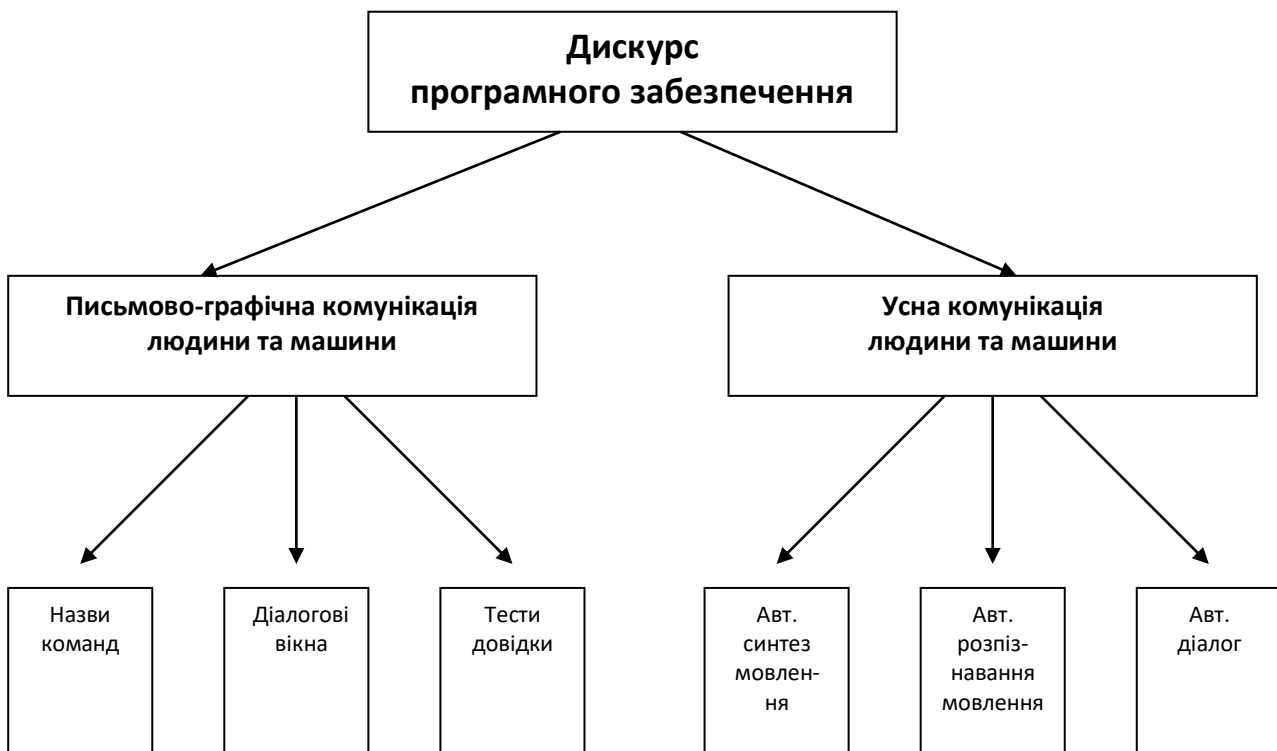 Дискурс
програмного забезпечення
Письмово-графічна комунікація
людини та машини
Усна комунікація
людини та машини
Назви
команд
Діалогові
вікна
Тести
довідки
Авт.
синтез
мовлен-
ня
Авт.
розпіз-
навання
мовлення
Авт.
діалог